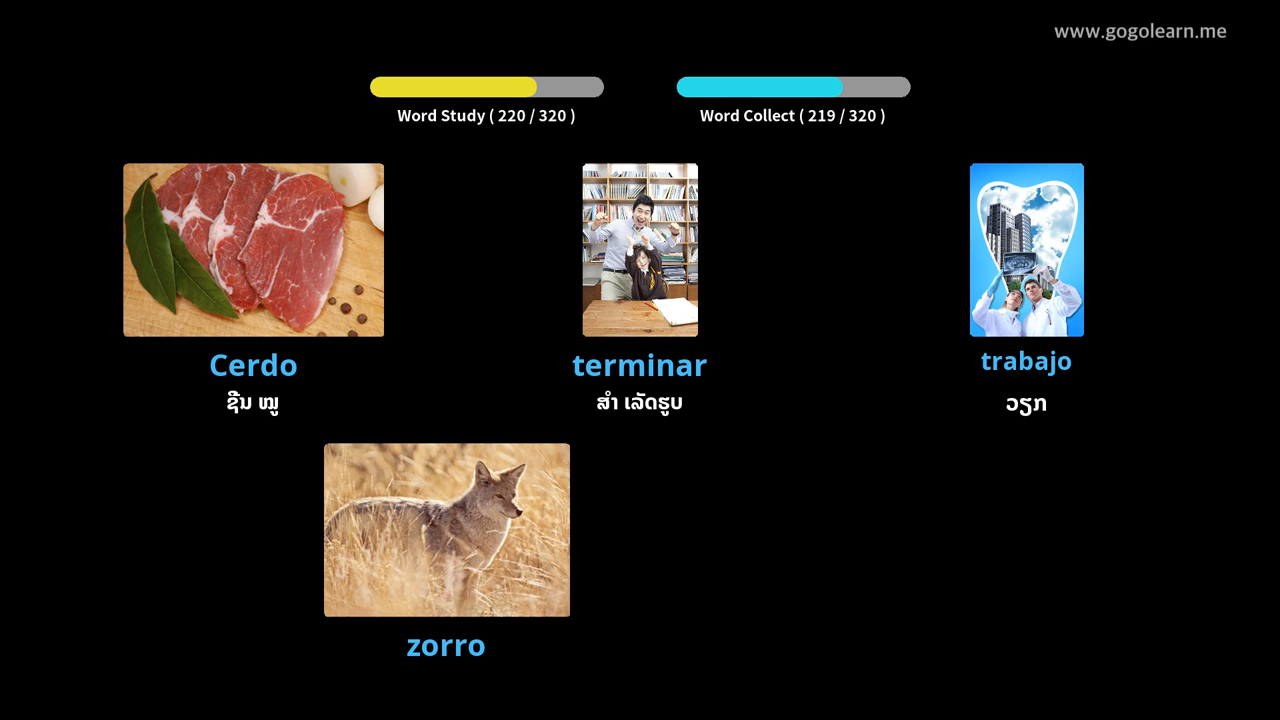 www.gogolearn.me
Word Study ( 220 / 320 )
Word Collect ( 219 / 320 )
Cerdo
terminar
trabajo
ຊີ້ນ ໝູ
ສຳ ເລັດຮູບ
ວຽກ
zorro